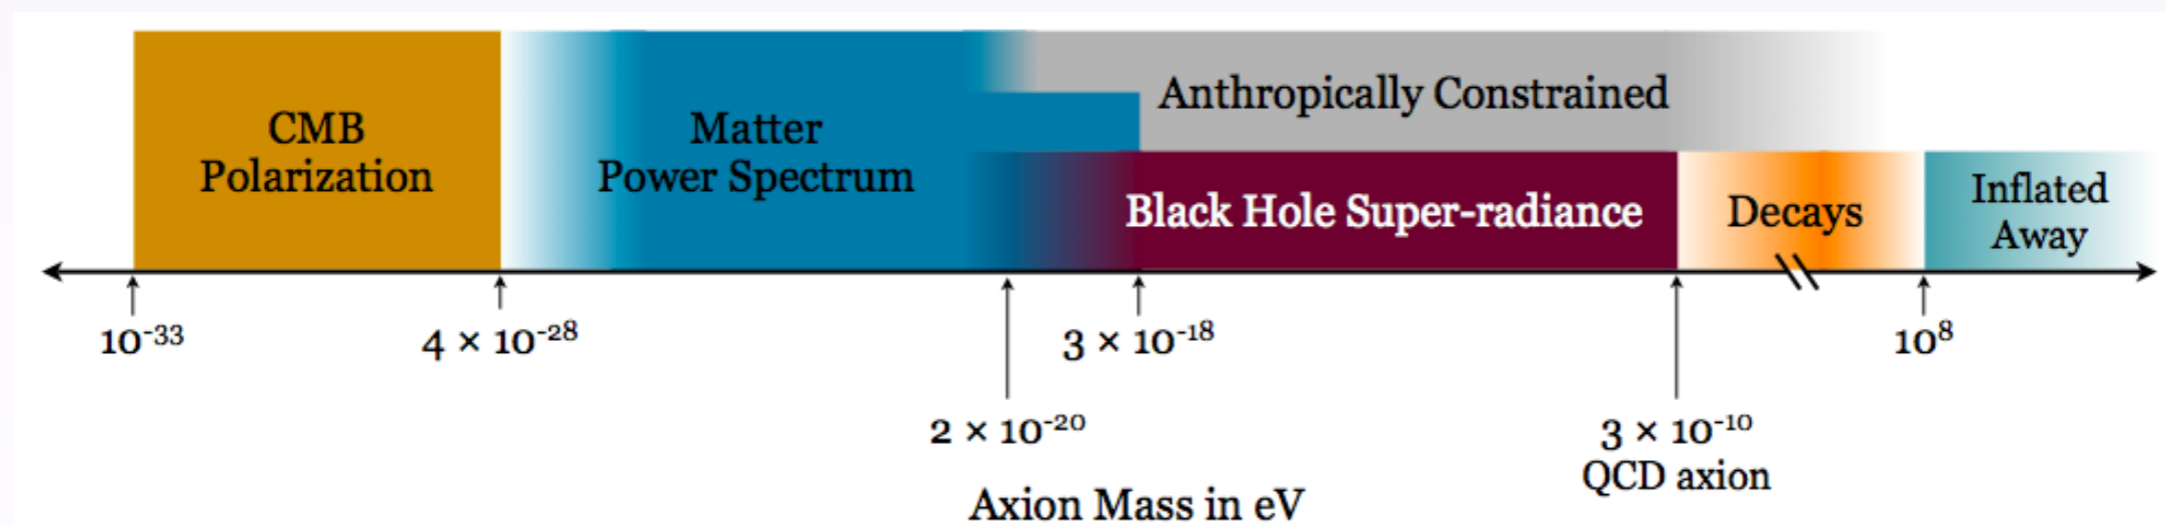 CMB
Polarization
Matter
Power Spectrum
Anthropically Constrained
Black Hole Super-radiance
Decays
Inflated
Away
10⁻³³
4 × 10⁻²⁸
3 × 10⁻¹⁸
10⁸
2 × 10⁻²⁰
3 × 10⁻¹⁰
QCD axion
Axion Mass in eV